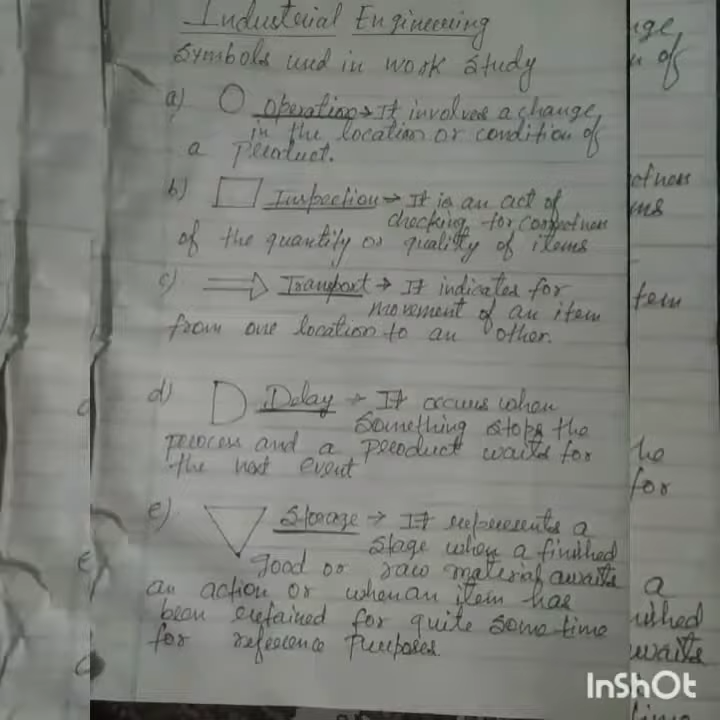 Industrial Engineering
Symbols used in work study
a) Operation → It involves a change
in the location or condition of
a product.
b) Inspection → It is an act of
checking for correctness
of the quantity or quality of items
c) Transport → It indicates for
movement of an item
from one location to an other.
d) Delay → It occurs when
something stops the
process and a product waits for
the next event
e) Storage → It represents a
stage when a finished
good or raw material awaits
an action or when an item has
been retained for quite some time
for reference purposes
InShOt